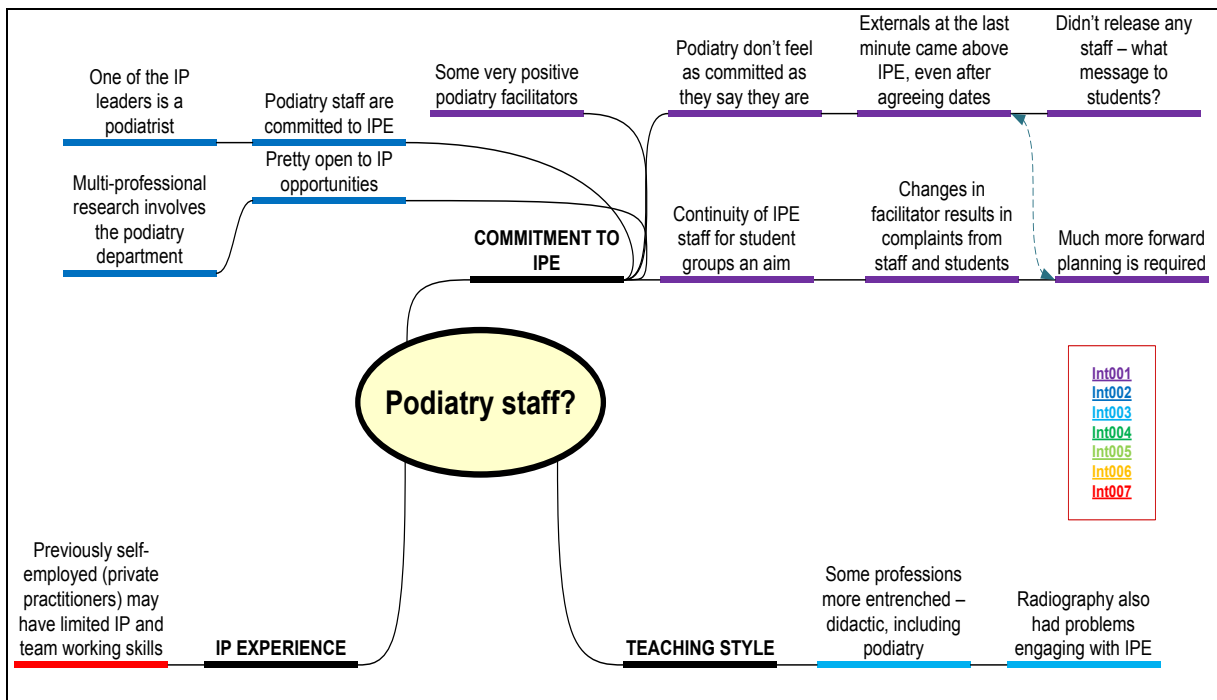 One of the IP
leaders is a
podiatrist
Podiatry staff are
committed to IPE
Some very positive
podiatry facilitators
Podiatry don’t feel
as committed as
they say they are
Externals at the last
minute came above
IPE, even after
agreeing dates
Didn’t release any
staff – what
message to
students?
Multi-professional
research involves
the podiatry
department
Pretty open to IP
opportunities
COMMITMENT TO
IPE
Continuity of IPE
staff for student
groups an aim
Changes in
facilitator results in
complaints from
staff and students
Much more forward
planning is required
Podiatry staff?
Int001
Int002
Int003
Int004
Int005
Int006
Int007
Previously self-
employed (private
practitioners) may
have limited IP and
team working skills
IP EXPERIENCE
TEACHING STYLE
Some professions
more entrenched –
didactic, including
podiatry
Radiography also
had problems
engaging with IPE